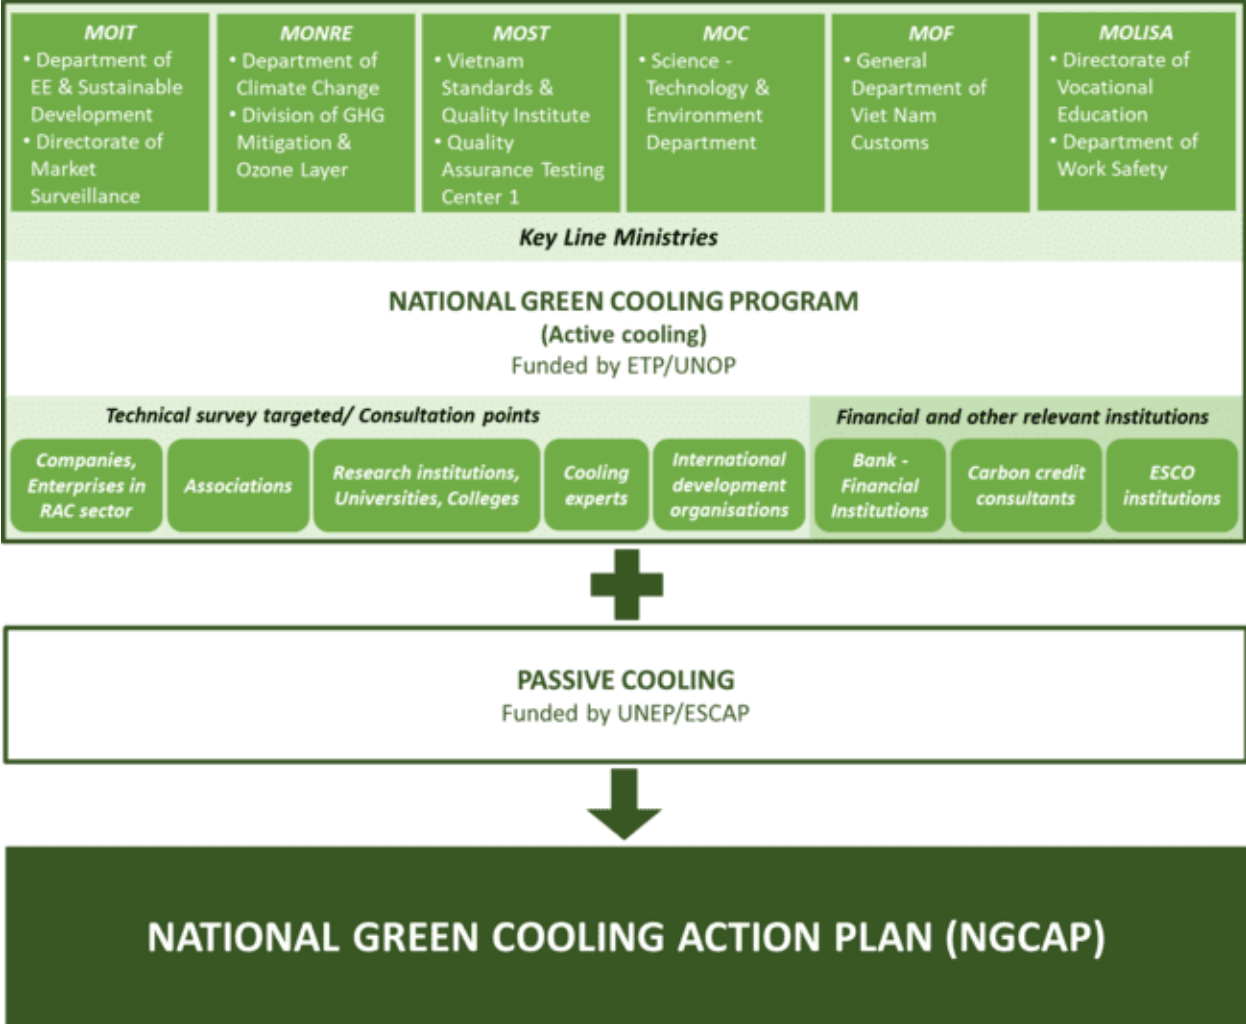 MOIT
• Department of
EE & Sustainable
Development
• Directorate of
Market
Surveillance
MONRE
• Department of
Climate Change
• Division of GHG
Mitigation &
Ozone Layer
MOST
• Vietnam
Standards &
Quality Institute
• Quality
Assurance Testing
Center 1
MOC
• Science -
Technology &
Environment
Department
MOF
• General
Department of
Viet Nam
Customs
MOLISA
• Directorate of
Vocational
Education
• Department of
Work Safety
Key Line Ministries
NATIONAL GREEN COOLING PROGRAM
(Active cooling)
Funded by ETP/UNOP
Technical survey targeted/ Consultation points
Companies,
Enterprises in
RAC sector
Associations
Research institutions,
Universities, Colleges
Cooling
experts
International
development
organisations
Financial and other relevant institutions
Bank -
Financial
Institutions
Carbon credit
consultants
ESCO
institutions
PASSIVE COOLING
Funded by UNEP/ESCAP
NATIONAL GREEN COOLING ACTION PLAN (NGCAP)